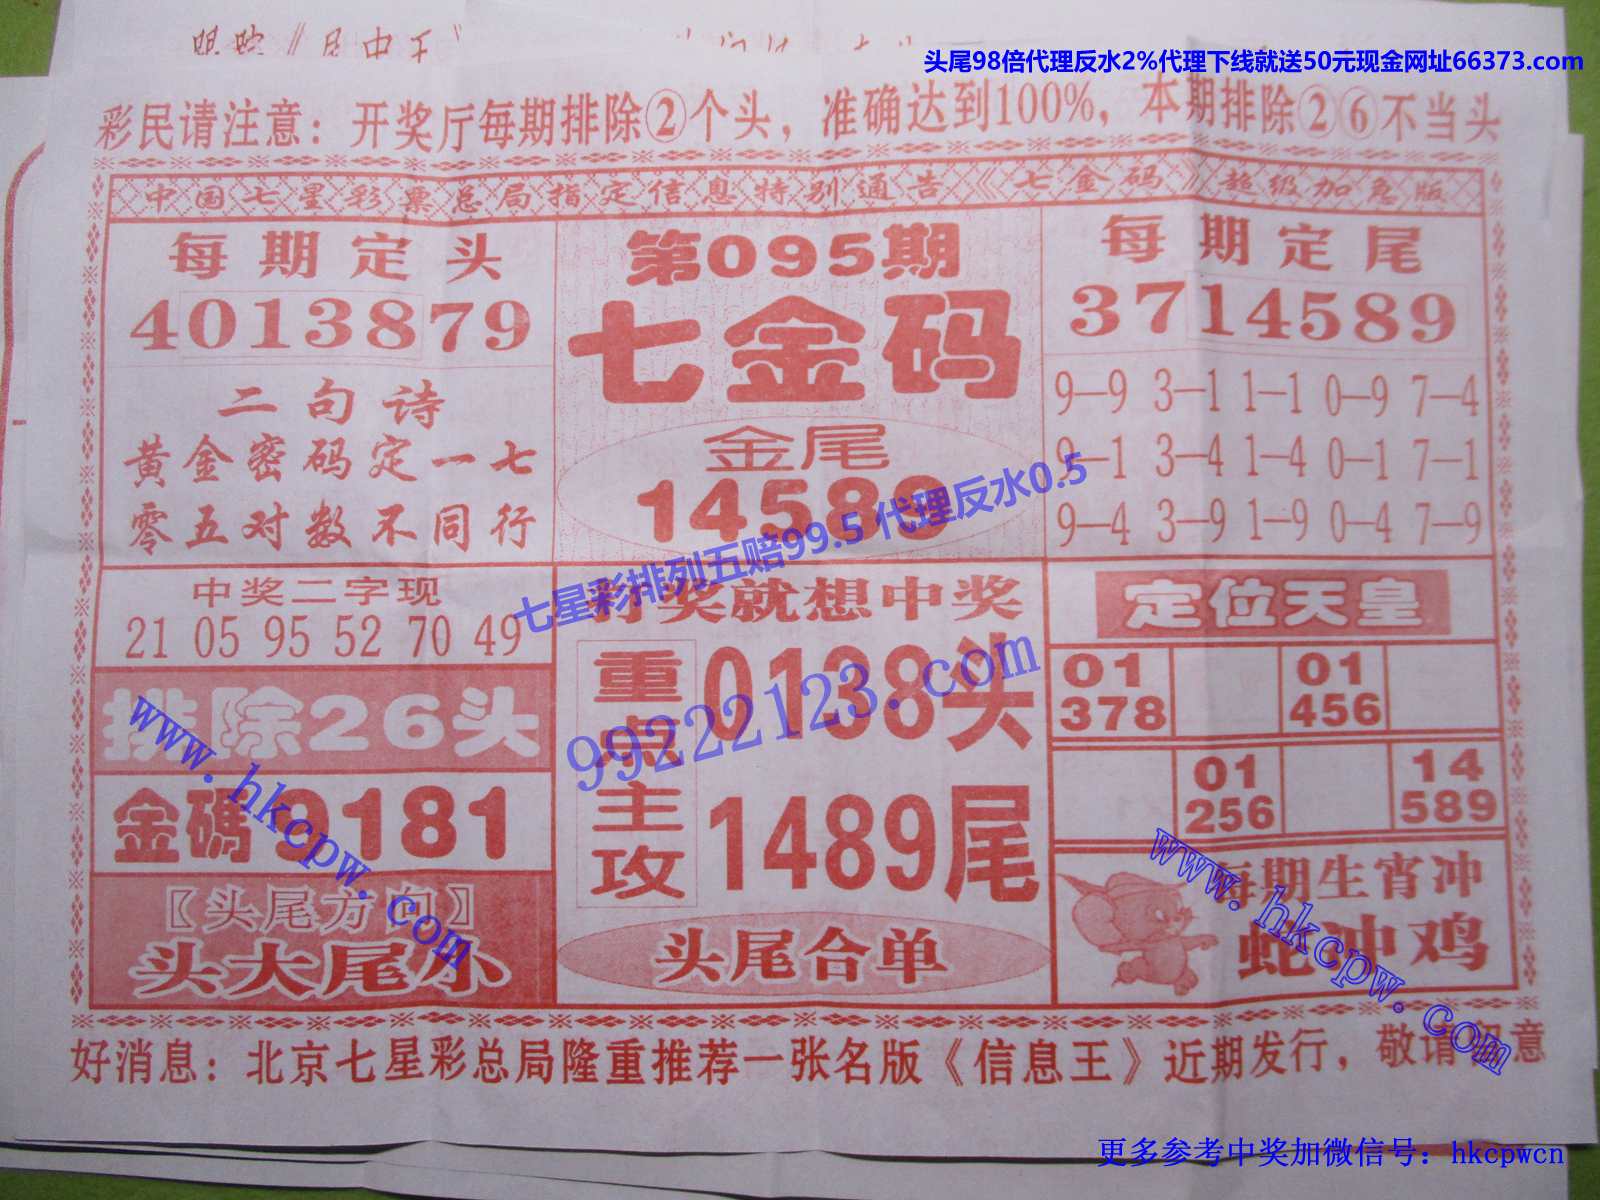 头尾98倍代理反水2%代理下线就送50元现金网址66373.com
彩民请注意：开奖厅每期排除②个头，准确达到100%，本期排除②⑥不当头
中国七星彩票总局指定信息特别通告《七金码》超级加急版
每期定头
4013879
二句诗
黄金密码定一七
零五对数不同行
第095期
七金码
金尾
14589
每期定尾
3714589
9—9 3—1 1—1 0—9 7—4
9—1 3—4 1—4 0—1 7—1
9—4 3—9 1—9 0—4 7—9
七星彩排列五赔99.5 代理反水0.5
99222123.com
中奖二字现
21 05 95 52 70 49
排除26头
金碼9181
〖头尾方向〗
头大尾小
打奖就想中奖
重点主攻
0138头
1489尾
头尾合单
定位天皇
01 01
378 456
01 14
256 589
每期生肖冲
蛇冲鸡
www.hkcpw.com
www.hkcpw.com
好消息：北京七星彩总局隆重推荐一张名版《信息王》近期发行，敬请留意
更多参考中奖加微信号：hkcpwcn